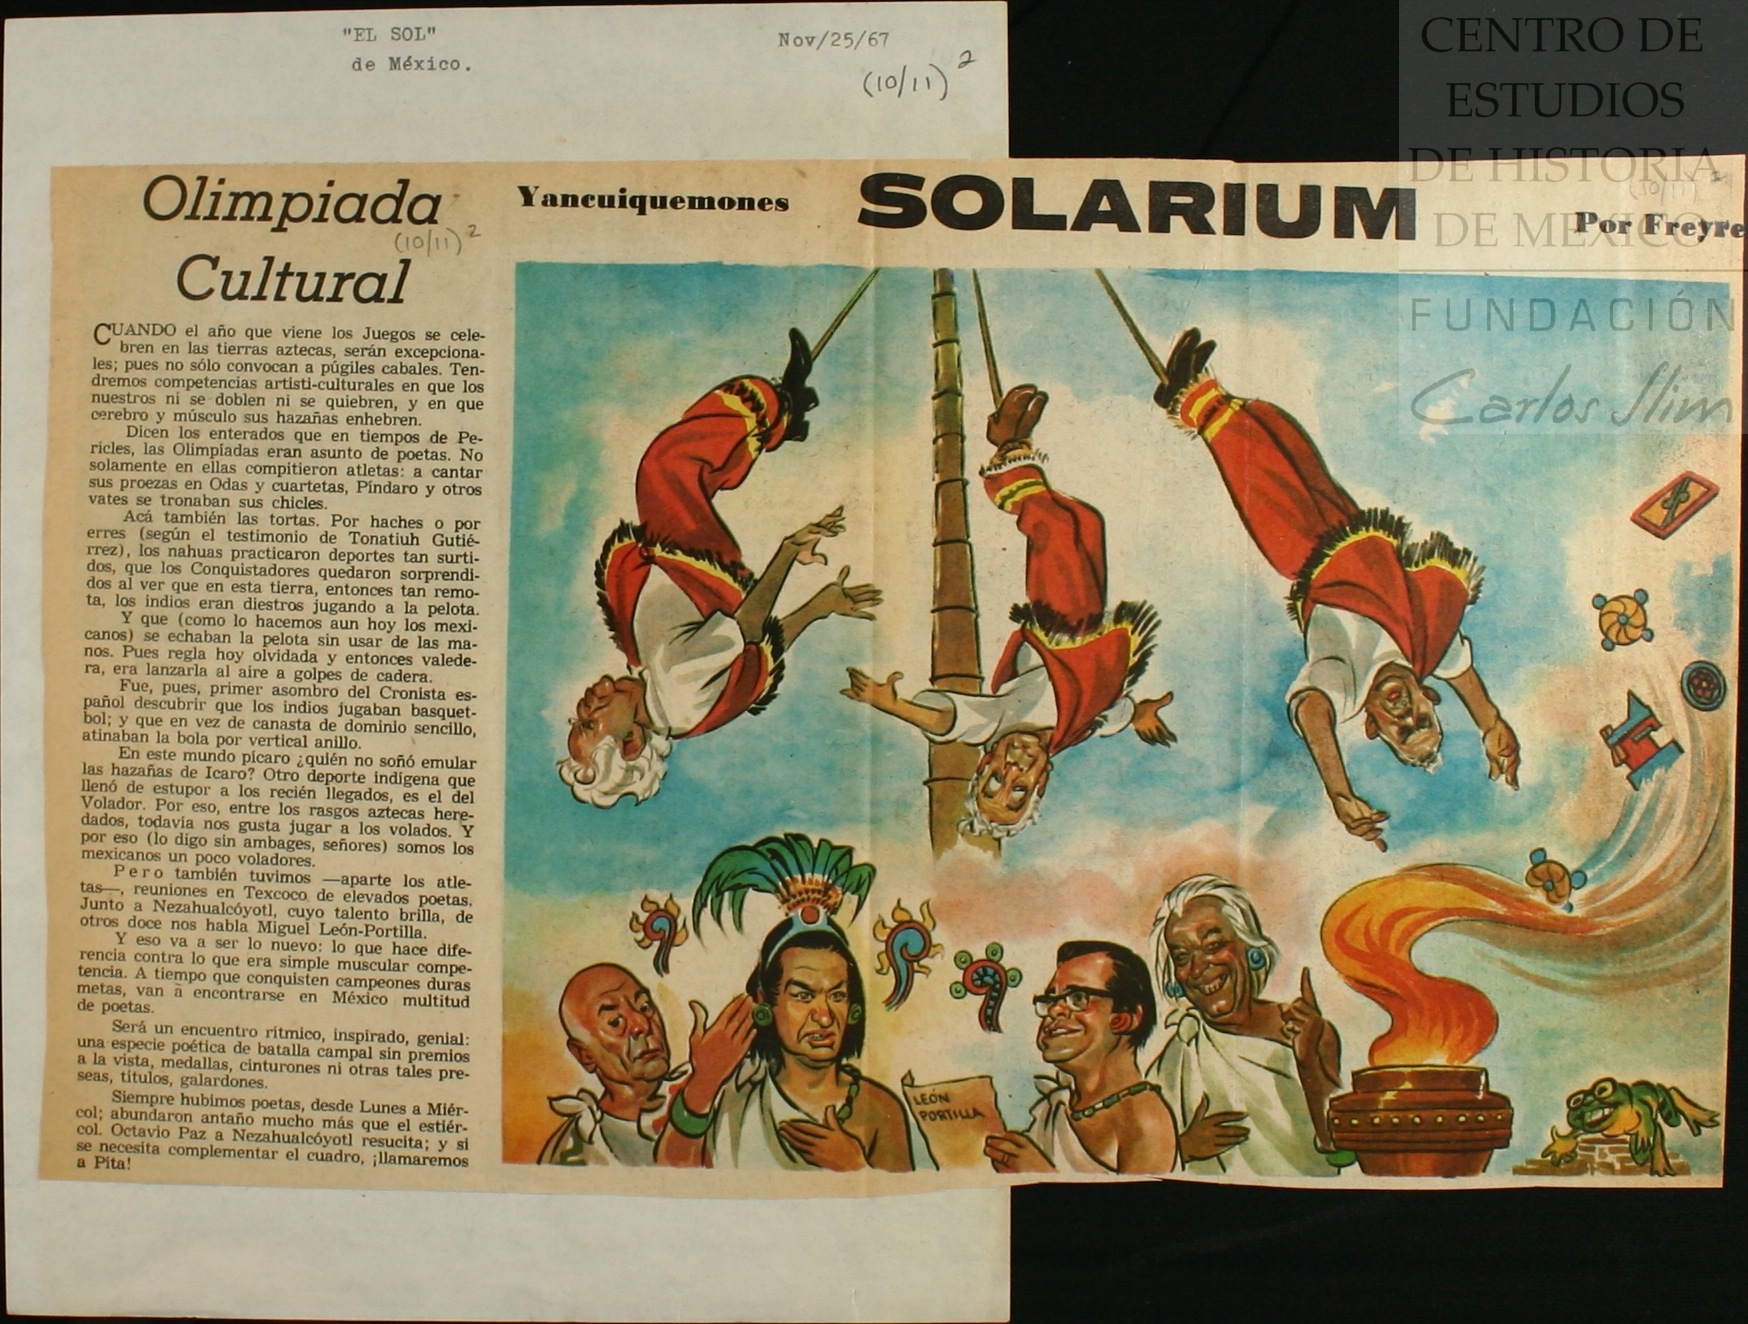 "EL SOL"
de México.
Nov/25/67
(10/11) 2
CENTRO DE
ESTUDIOS
DE HISTORIA
DE MEXICO
FUNDACIÓN
Carlos Slim
Olimpiada
(10/11) 2
Cultural
Yancuiquemones
SOLARIUM
(10/11) 2
Por Freyre
CUANDO el año que viene los Juegos se cele-
bren en las tierras aztecas, serán excepciona-
les; pues no sólo convocan a púgiles cabales. Ten-
dremos competencias artisti-culturales en que los
nuestros ni se doblen ni se quiebren, y en que
cerebro y músculo sus hazañas enhebren.
Dicen los enterados que en tiempos de Pe-
ricles, las Olimpíadas eran asunto de poetas. No
solamente en ellas compitieron atletas: a cantar
sus proezas en Odas y cuartetas, Píndaro y otros
vates se tronaban sus chicles.
Acá también las tortas. Por haches o por
erres (según el testimonio de Tonatiuh Gutié-
rrez), los nahuas practicaron deportes tan surti-
dos, que los Conquistadores quedaron sorprendi-
dos al ver que en esta tierra, entonces tan remo-
ta, los indios eran diestros jugando a la pelota.
Y que (como lo hacemos aun hoy los mexi-
canos) se echaban la pelota sin usar de las ma-
nos. Pues regla hoy olvidada y entonces valede-
ra, era lanzarla al aire a golpes de cadera.
Fue, pues, primer asombro del Cronista es-
pañol descubrir que los indios jugaban basquet-
bol; y que en vez de canasta de dominio sencillo,
atinaban la bola por vertical anillo.
En este mundo pícaro ¿quién no soñó emular
las hazañas de Icaro? Otro deporte indígena que
llenó de estupor a los recién llegados, es el del
Volador. Por eso, entre los rasgos aztecas here-
dados, todavía nos gusta jugar a los volados. Y
por eso (lo digo sin ambages, señores) somos los
mexicanos un poco voladores.
Pero también tuvimos —aparte los atle-
tas—, reuniones en Texcoco de elevados poetas.
Junto a Nezahualcóyotl, cuyo talento brilla, de
otros doce nos habla Miguel León-Portilla.
Y eso va a ser lo nuevo: lo que hace dife-
rencia contra lo que era simple muscular compe-
tencia. A tiempo que conquisten campeones duras
metas, van a encontrarse en México multitud
de poetas.
Será un encuentro rítmico, inspirado, genial:
una especie poética de batalla campal sin premios
a la vista, medallas, cinturones ni otras tales pre-
seas, títulos, galardones.
Siempre hubimos poetas, desde Lunes a Miér-
col; abundaron antaño mucho más que el estiér-
col. Octavio Paz a Nezahualcóyotl resucita; y si
se necesita complementar el cuadro, ¡llamaremos
a Pita!
LEÓN
PORTILLA